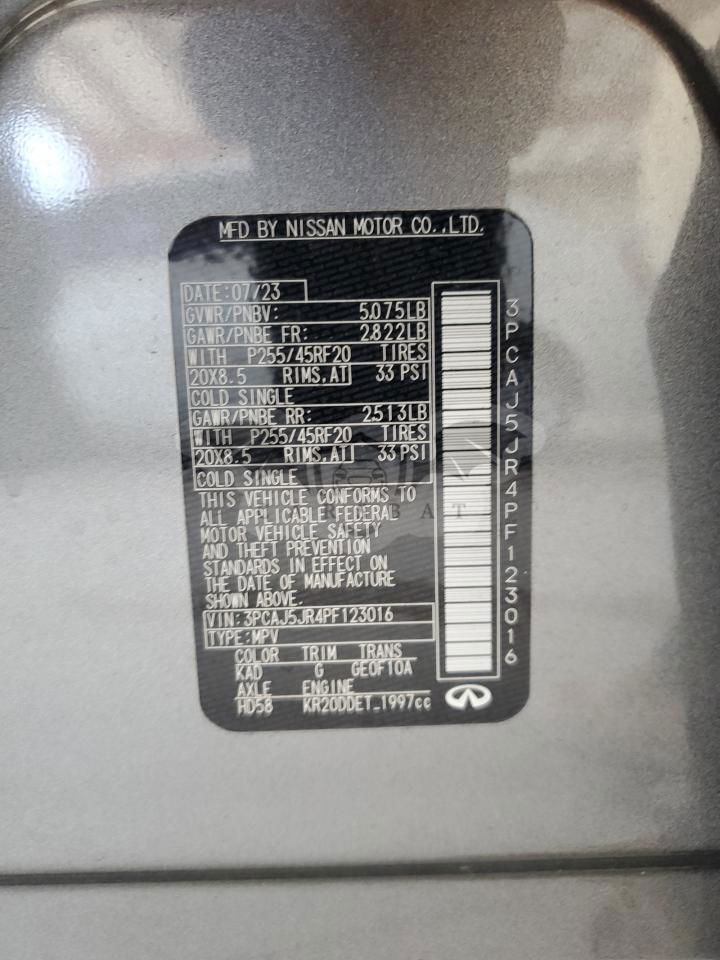 MFD BY NISSAN MOTOR CO.,LTD.
DATE:07/23
GVWR/PNBV: 5075LB
GAWR/PNBE FR: 2822LB
WITH P255/45RF20 TIRES
20X8.5 RIMS,AT 33 PSI
COLD SINGLE
GAWR/PNBE RR: 2513LB
WITH P255/45RF20 TIRES
20X8.5 RIMS,AT 33 PSI
COLD SINGLE
THIS VEHICLE CONFORMS TO
ALL APPLICABLE FEDERAL
MOTOR VEHICLE SAFETY
AND THEFT PREVENTION
STANDARDS IN EFFECT ON
THE DATE OF MANUFACTURE
SHOWN ABOVE.
VIN:3PCAJ5JR4PF123016
TYPE:MPV
COLOR TRIM TRANS
KAD G GE0F10A
AXLE ENGINE
HD58 KR20DDET_1997cc
3PCAJ5JR4PF123016